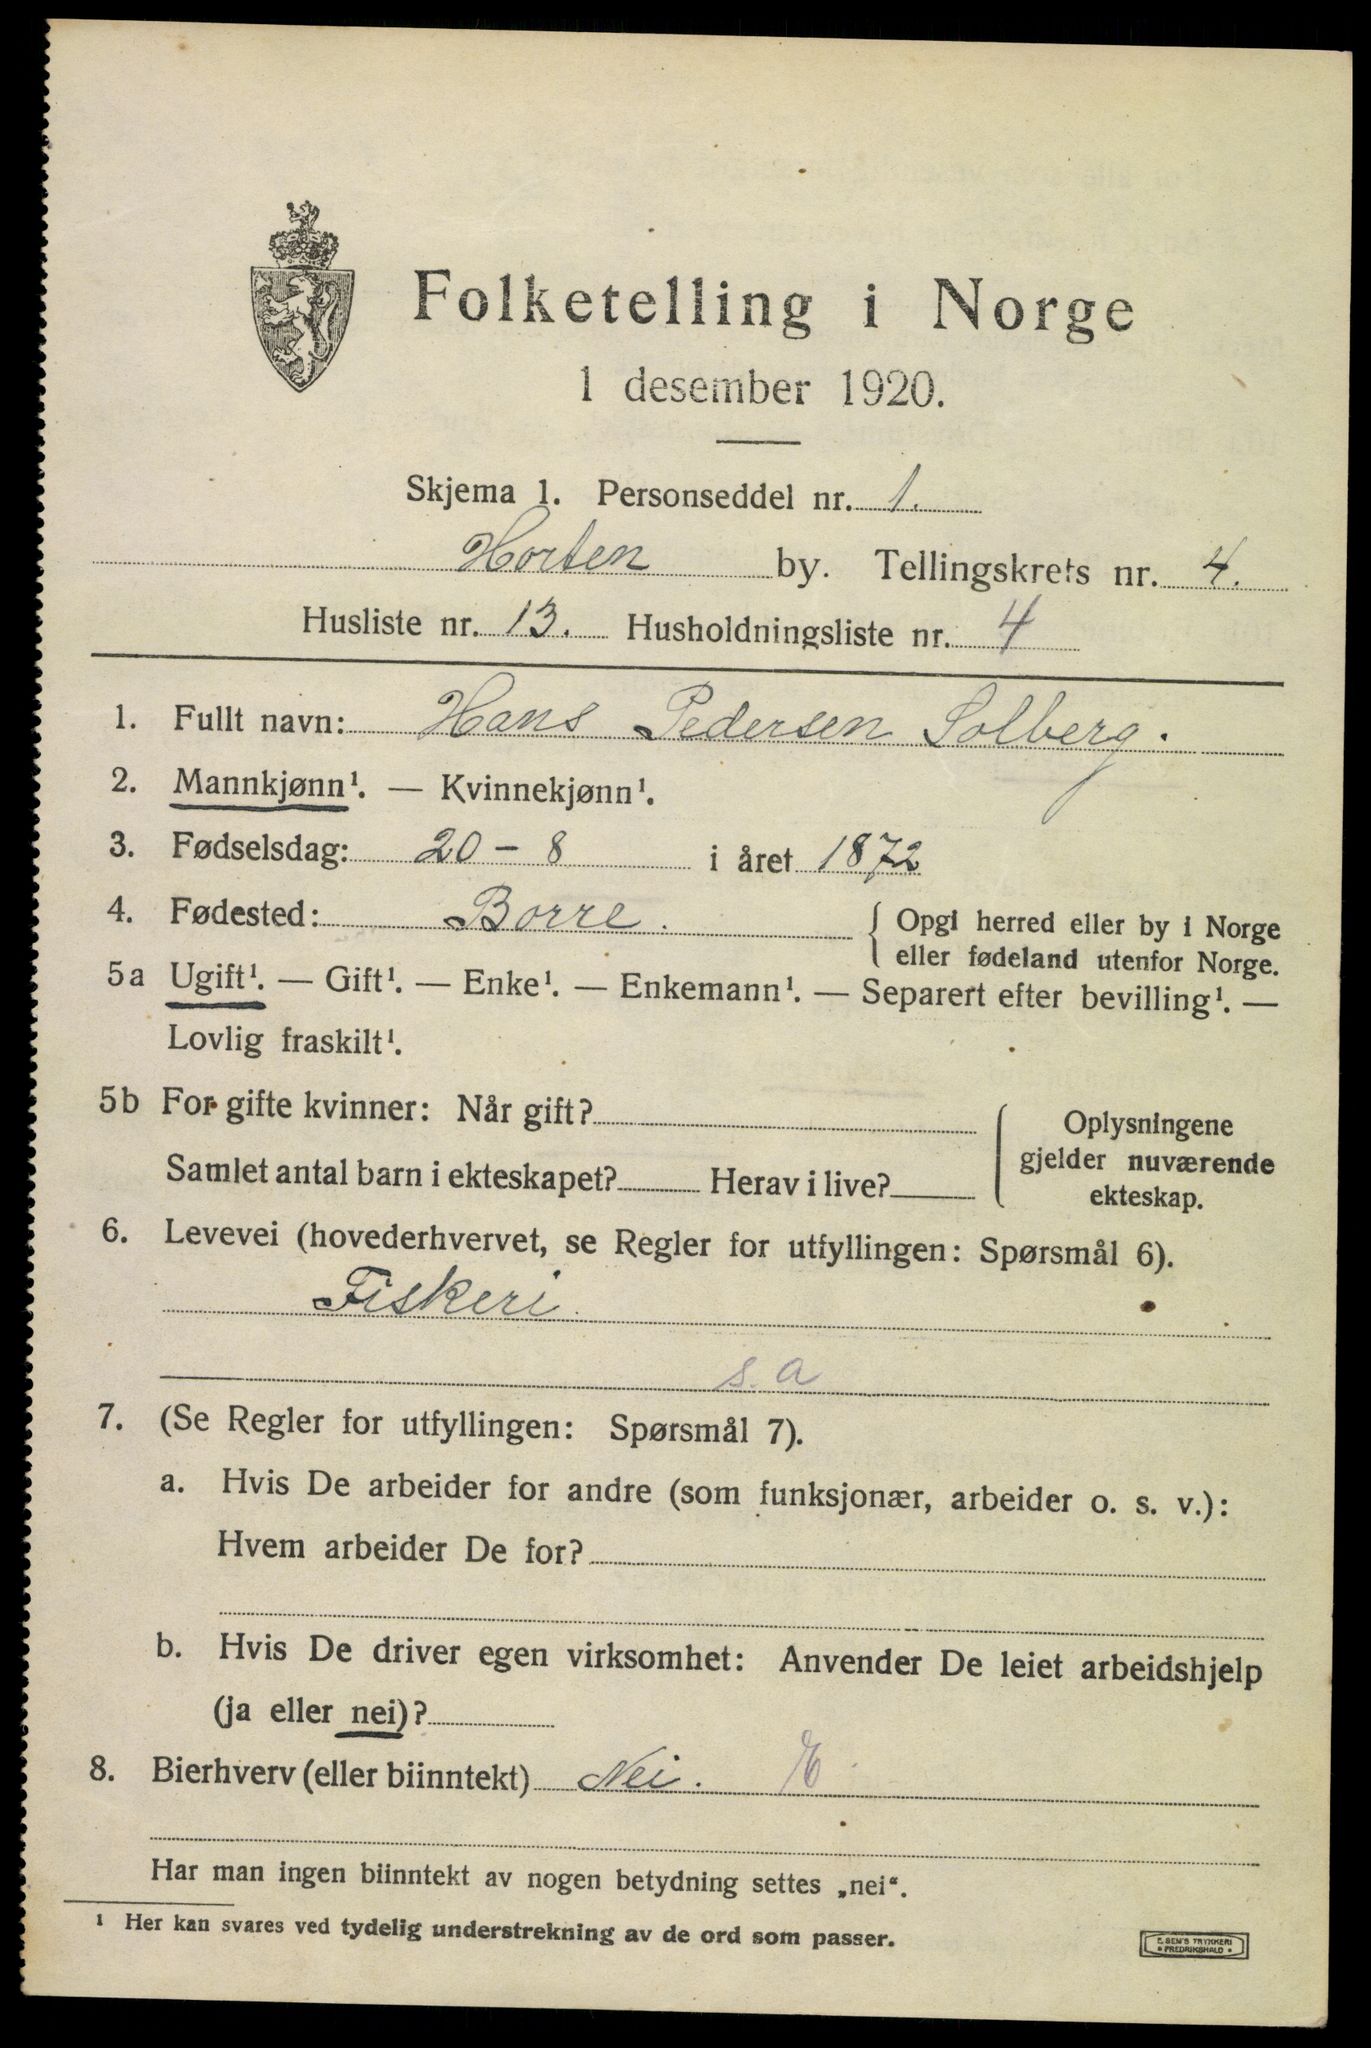 Folketelling i Norge
1 desember 1920.
Skjema 1. Personseddel nr. 1.
Horten by. Tellingskrets nr. 4.
Husliste nr. 13. Husholdningsliste nr. 4
1. Fullt navn: Hans Pedersen Solberg.
2. Mannkjønn¹. — Kvinnekjønn¹.
3. Fødselsdag: 20 – 8 i året 1872
4. Fødested: Borre. { Opgi herred eller by i Norge
eller fødeland utenfor Norge.
5a Ugift¹. — Gift¹. — Enke¹. — Enkemann¹. — Separert efter bevilling¹. —
Lovlig fraskilt¹.
5b For gifte kvinner: Når gift?
Samlet antal barn i ekteskapet? Herav i live?
Oplysningene
gjelder nuværende
ekteskap.
6. Levevei (hovederhvervet, se Regler for utfyllingen: Spørsmål 6).
Fiskeri
s. a
7. (Se Regler for utfyllingen: Spørsmål 7).
a. Hvis De arbeider for andre (som funksjonær, arbeider o. s. v.):
Hvem arbeider De for?
b. Hvis De driver egen virksomhet: Anvender De leiet arbeidshjelp
(ja eller nei)?
8. Bierhverv (eller biinntekt) Nei.
Har man ingen biinntekt av nogen betydning settes „nei“.
¹ Her kan svares ved tydelig understrekning av de ord som passer.
E. SEM'S TRYKKERI
FREDRIKSHALD